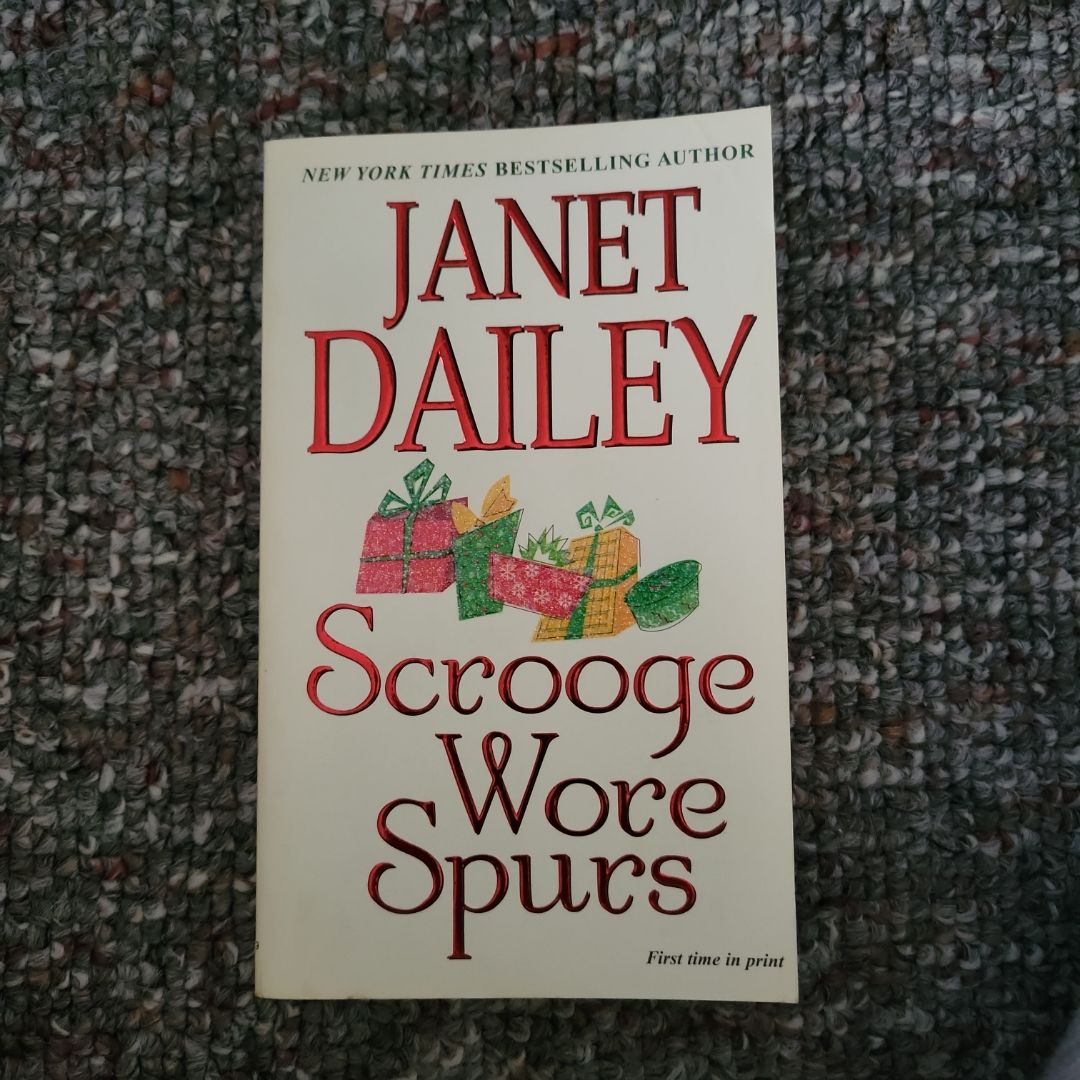 NEW YORK TIMES BESTSELLING AUTHOR
JANET
DAILEY
Scrooge
Wore
Spurs
First time in print